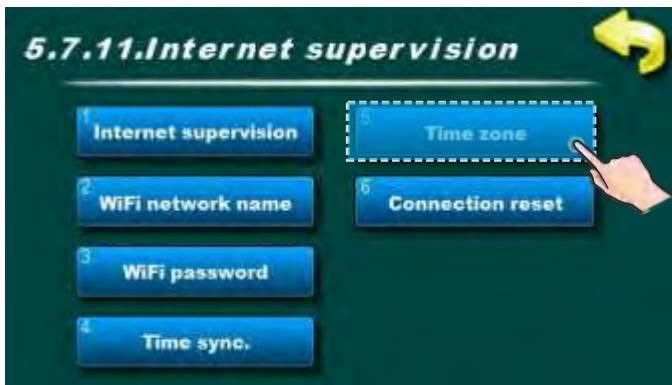 5.7.11.Internet supervision
1
Internet supervision
2
WiFi network name
3
WiFi password
4
Time sync.
5
Time zone
6
Connection reset